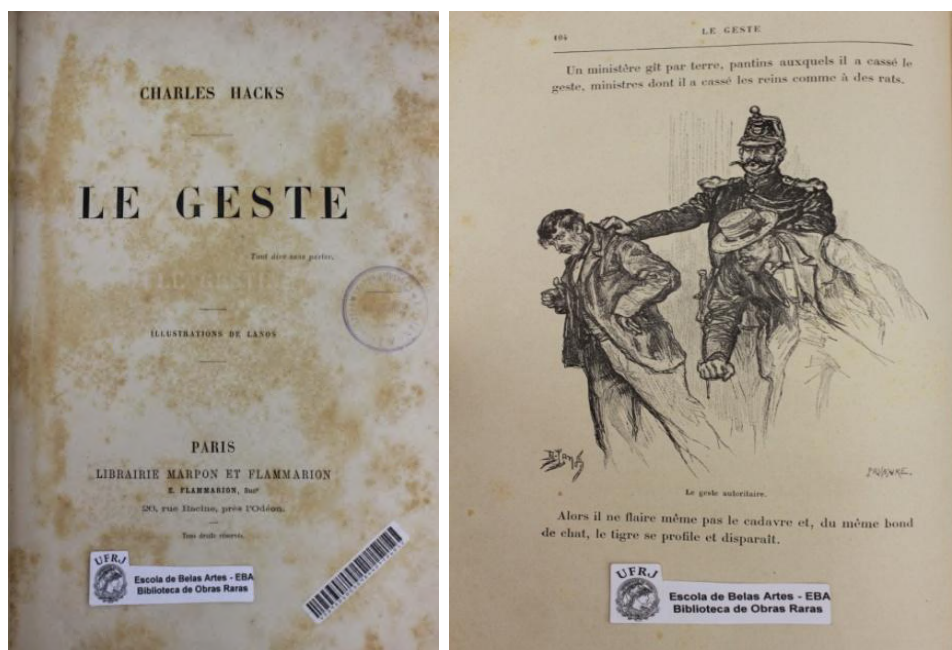 CHARLES HACKS
LE GESTE
Tout dire sans parler.
ILLUSTRATIONS DE LANOS
PARIS
LIBRAIRIE MARPON ET FLAMMARION
E. FLAMMARION, Sucr
26, rue Racine, près l'Odéon.
Tous droits réservés.
UFRJ
Escola de Belas Artes - EBA
Biblioteca de Obras Raras
104
LE GESTE
Un ministère gît par terre, pantins auxquels il a cassé le
geste, ministres dont il a cassé les reins comme à des rats.
Le geste autoritaire.
Alors il ne flaire même pas le cadavre et, du même bond
de chat, le tigre se profile et disparaît.
UFRJ
Escola de Belas Artes - EBA
Biblioteca de Obras Raras